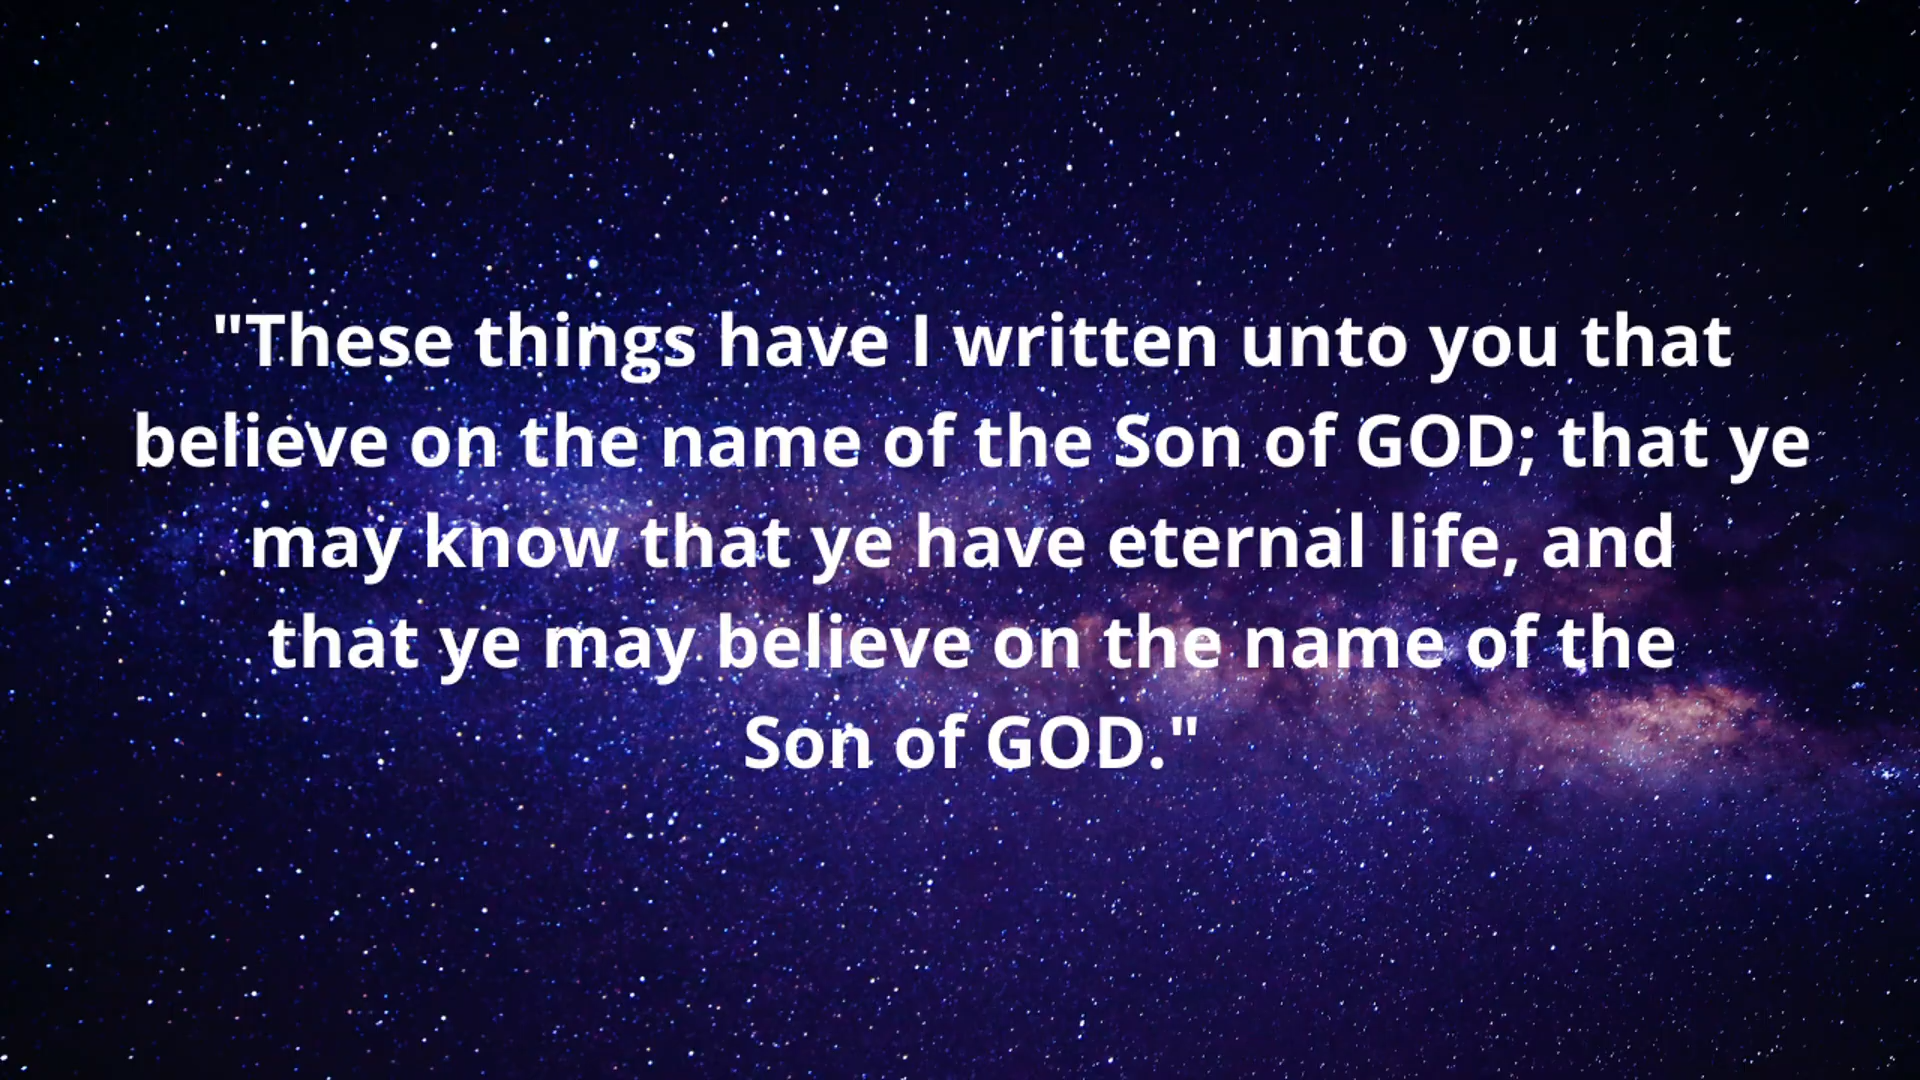 "These things have I written unto you that
believe on the name of the Son of GOD; that ye
may know that ye have eternal life, and
that ye may believe on the name of the
Son of GOD."